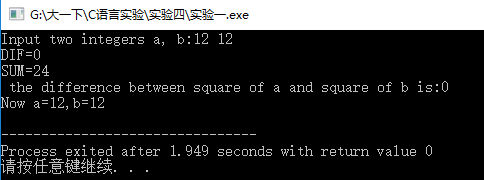 G:\大一下\C语言实验\实验四\实验一.exe
Input two integers a, b:12 12
DIF=0
SUM=24
 the difference between square of a and square of b is:0
Now a=12,b=12
--------------------------------
Process exited after 1.949 seconds with return value 0
请按任意键继续. . .